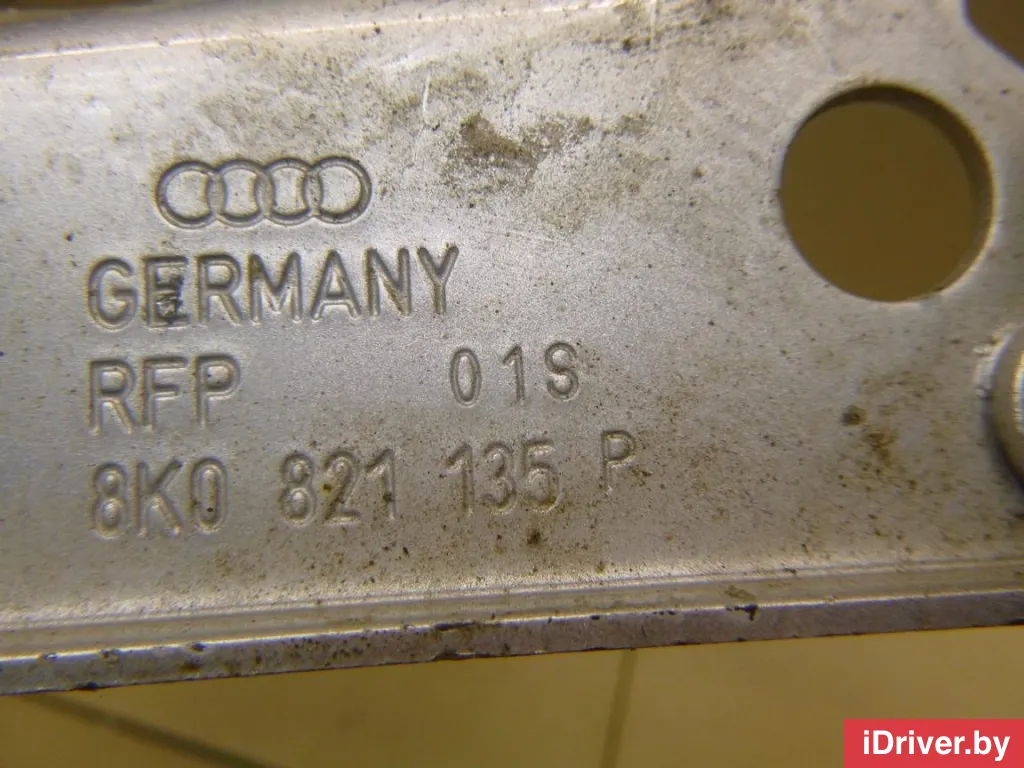 GERMANY
RFP 01S
8K0 821 135 P
iDriver.by